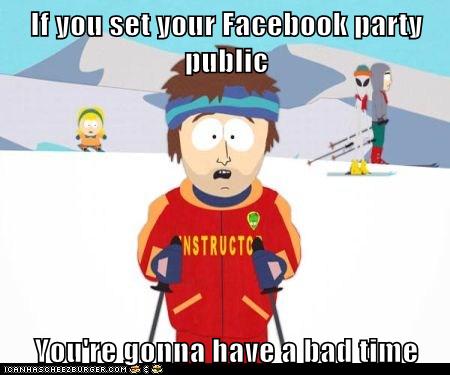 If you set your Facebook party
public
INSTRUCTO
You're gonna have a bad time
ICANHASCHEEZBURGER.COM